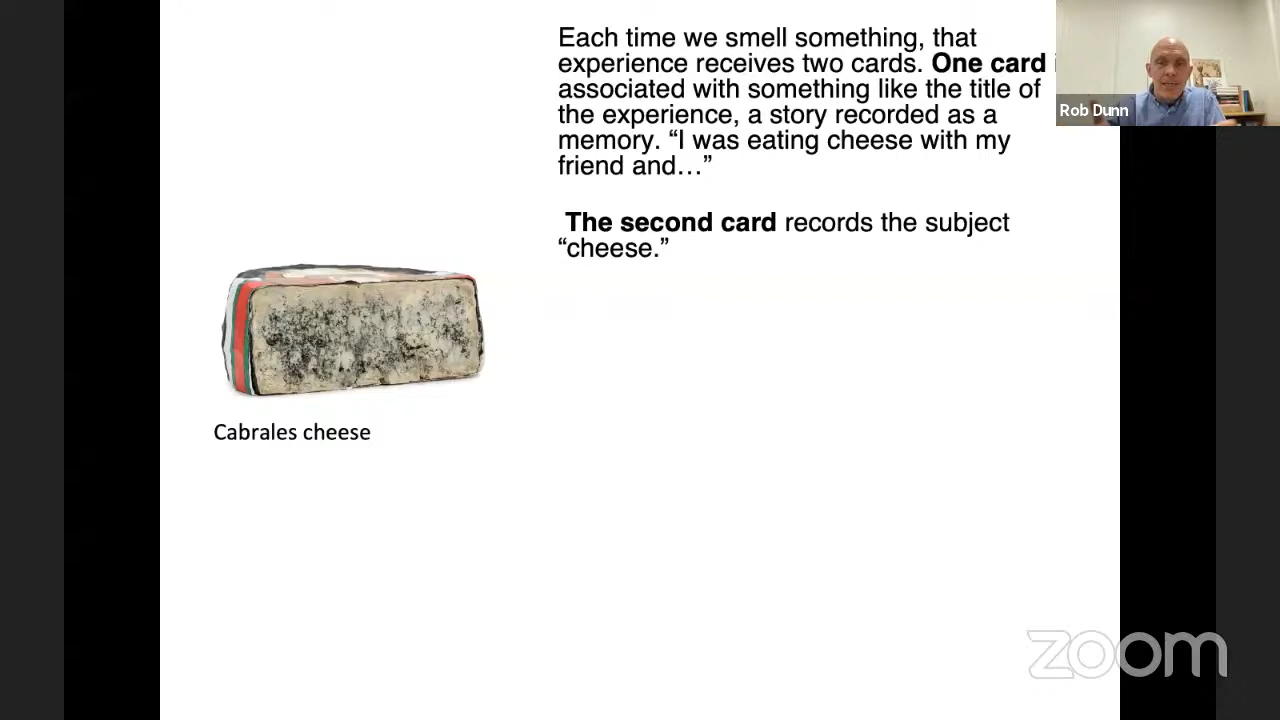 Each time we smell something, that
experience receives two cards. One card
associated with something like the title of
the experience, a story recorded as a
memory. “I was eating cheese with my
friend and…”
The second card records the subject
“cheese.”
Cabrales cheese
Rob Dunn
zoom